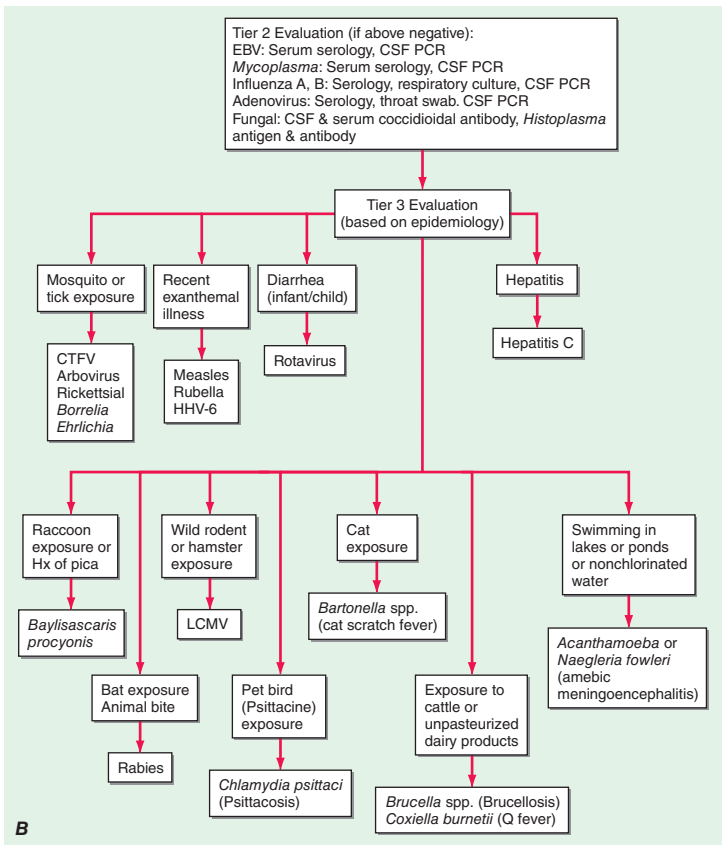 Tier 2 Evaluation (if above negative):
EBV: Serum serology, CSF PCR
Mycoplasma: Serum serology, CSF PCR
Influenza A, B: Serology, respiratory culture, CSF PCR
Adenovirus: Serology, throat swab. CSF PCR
Fungal: CSF & serum coccidioidal antibody, Histoplasma
antigen & antibody
Tier 3 Evaluation
(based on epidemiology)
Mosquito or
tick exposure
CTFV
Arbovirus
Rickettsial
Borrelia
Ehrlichia
Recent
exanthemal
illness
Measles
Rubella
HHV-6
Diarrhea
(infant/child)
Rotavirus
Hepatitis
Hepatitis C
Raccoon
exposure or
Hx of pica
Baylisascaris
procyonis
Bat exposure
Animal bite
Rabies
Wild rodent
or hamster
exposure
LCMV
Pet bird
(Psittacine)
exposure
Chlamydia psittaci
(Psittacosis)
Cat
exposure
Bartonella spp.
(cat scratch fever)
Exposure to
cattle or
unpasteurized
dairy products
Brucella spp. (Brucellosis)
Coxiella burnetii (Q fever)
Swimming in
lakes or ponds
or nonchlorinated
water
Acanthamoeba or
Naegleria fowleri
(amebic
meningoencephalitis)
B